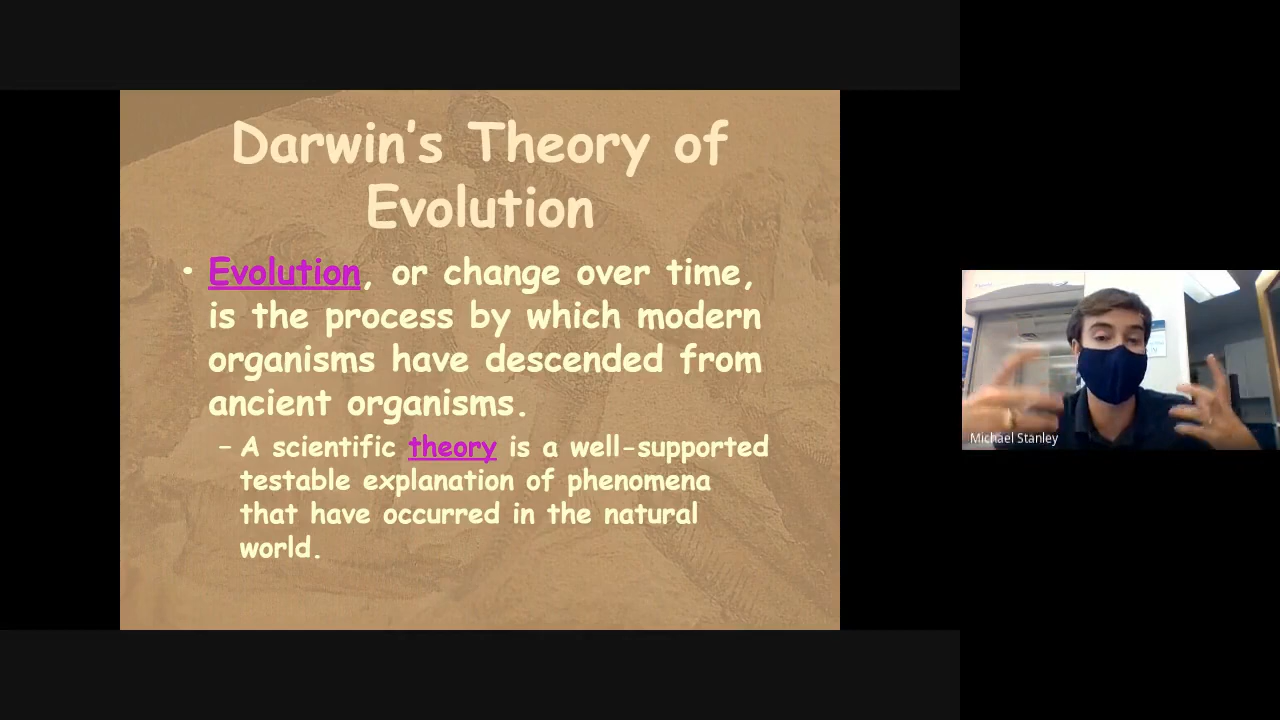 Darwin's Theory of
Evolution
• Evolution, or change over time,
is the process by which modern
organisms have descended from
ancient organisms.
– A scientific theory is a well-supported
testable explanation of phenomena
that have occurred in the natural
world.
Michael Stanley